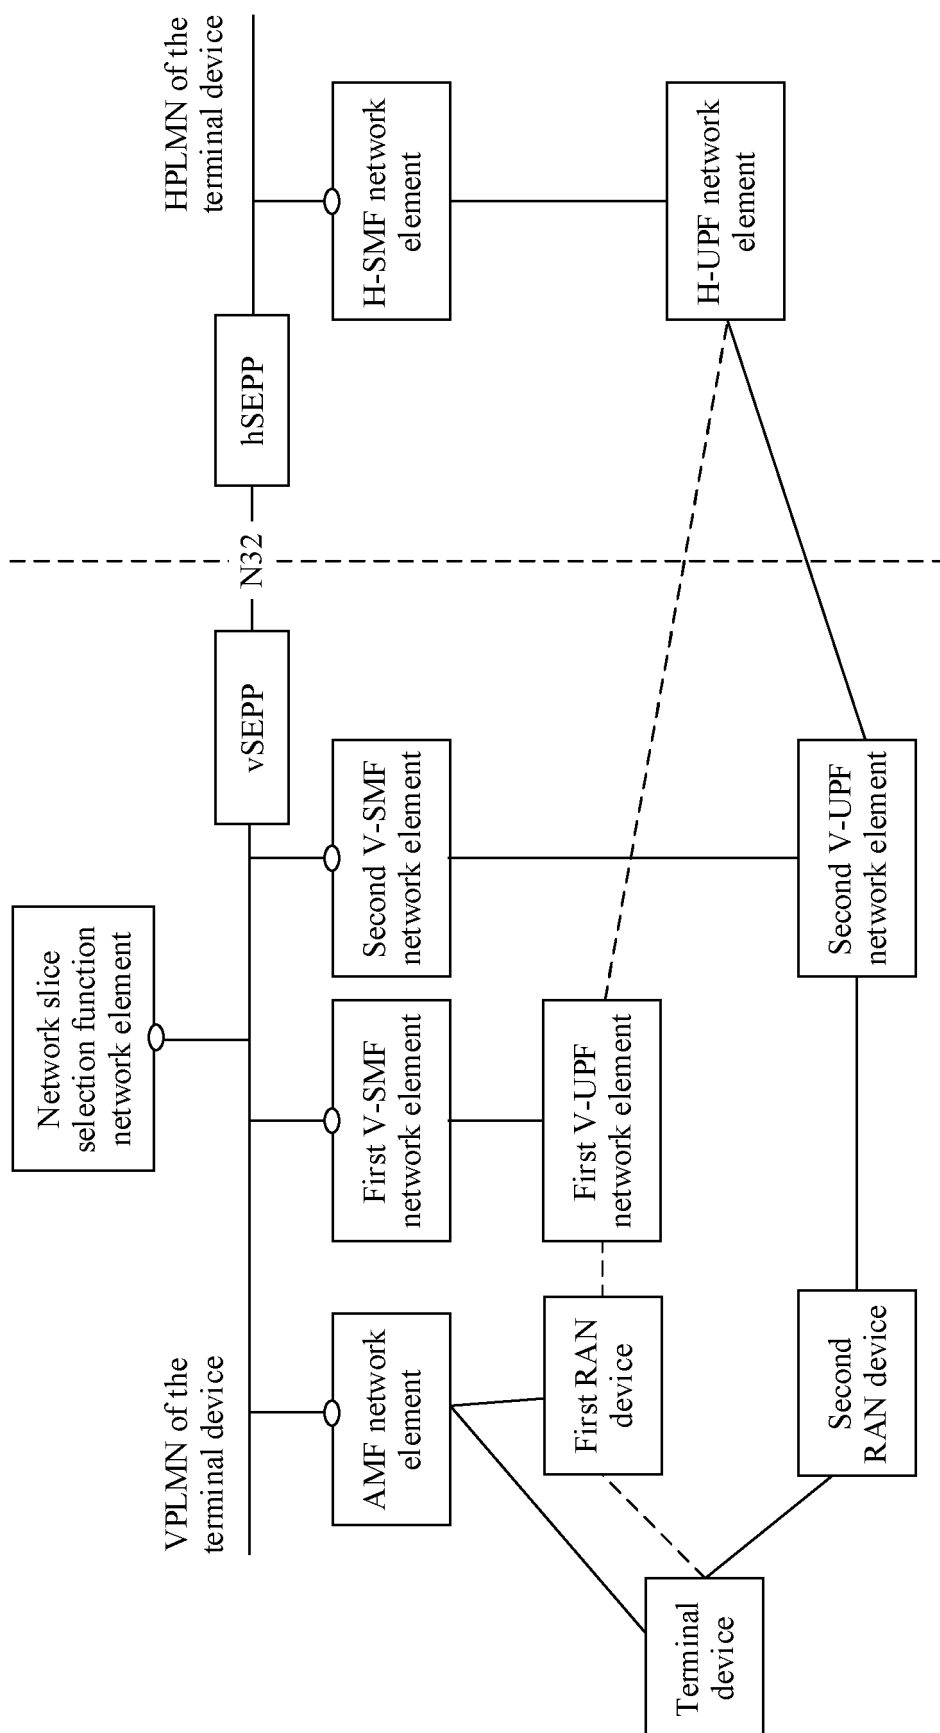 Network slice
selection function
network element
VPLMN of the
terminal device
HPLMN of the
terminal device
vSEPP
N32
hSEPP
AMF network
element
First V-SMF
network element
Second V-SMF
network element
H-SMF network
element
First RAN
device
First V-UPF
network element
H-UPF network
element
Terminal
device
Second
RAN device
Second V-UPF
network element